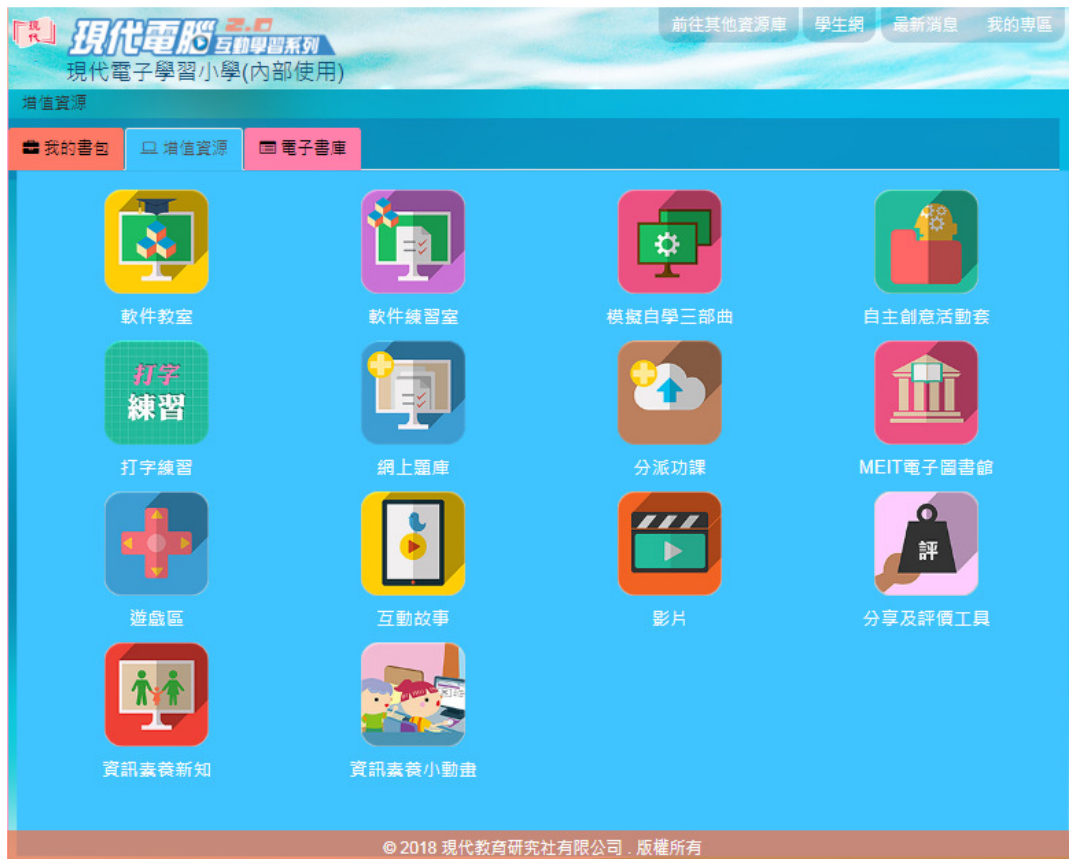 現代
現代電腦 2.0 互動學習系列
現代電子學習小學(內部使用)
前往其他資源庫 學生網 最新消息 我的專區
增值資源
我的書包 增值資源 電子書庫
軟件教室 軟件練習室 模擬自學三部曲 自主創意活動套
打字
練習
打字練習 網上題庫 分派功課 MEIT電子圖書館
評
遊戲區 互動故事 影片 分享及評價工具
資訊素養新知 資訊素養小動畫
© 2018 現代教育研究社有限公司 . 版權所有